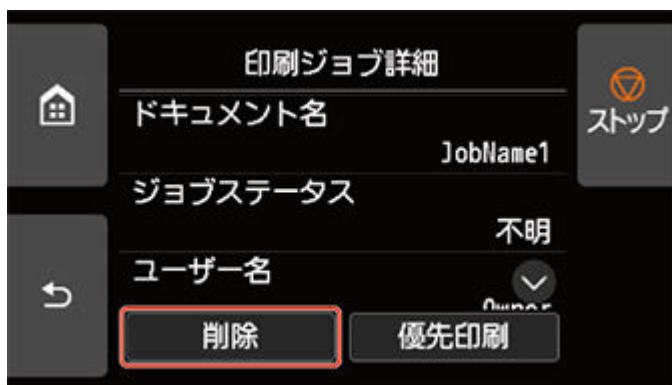 印刷ジョブ詳細
ドキュメント名
JobName1
ストップ
ジョブステータス
不明
ユーザー名
Owner
削除
優先印刷